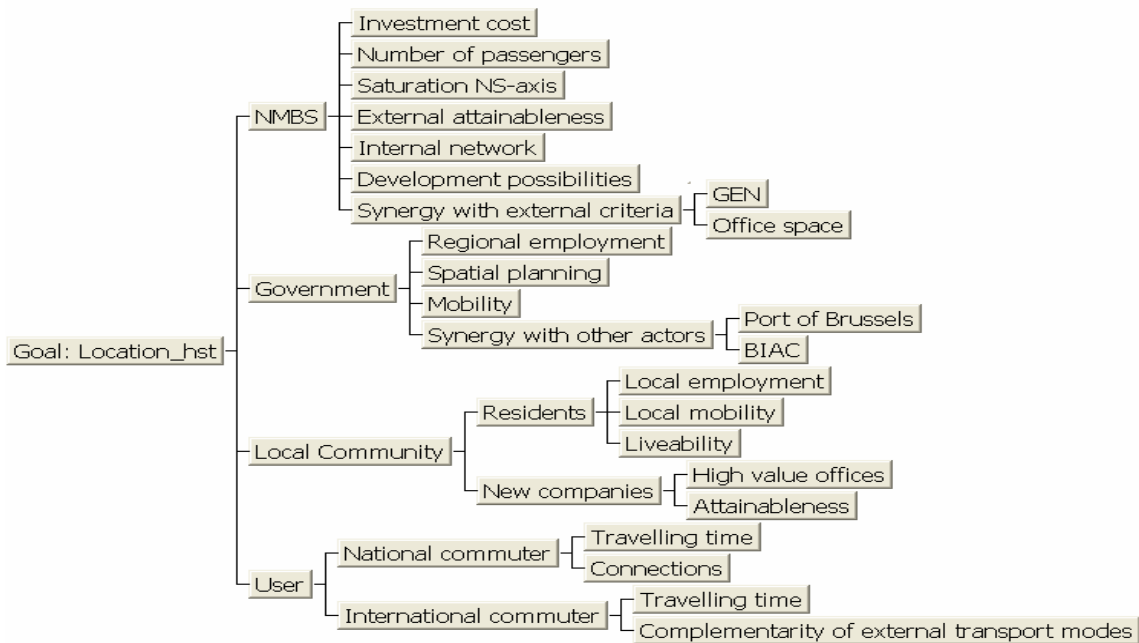 Investment cost
Number of passengers
Saturation NS-axis
NMBS
External attainableness
Internal network
Development possibilities
GEN
Synergy with external criteria
Office space
Regional employment
Spatial planning
Government
Mobility
Port of Brussels
Synergy with other actors
BIAC
Goal: Location_hst
Local employment
Residents
Local mobility
Liveability
Local Community
High value offices
New companies
Attainableness
Travelling time
National commuter
Connections
User
Travelling time
International commuter
Complementarity of external transport modes